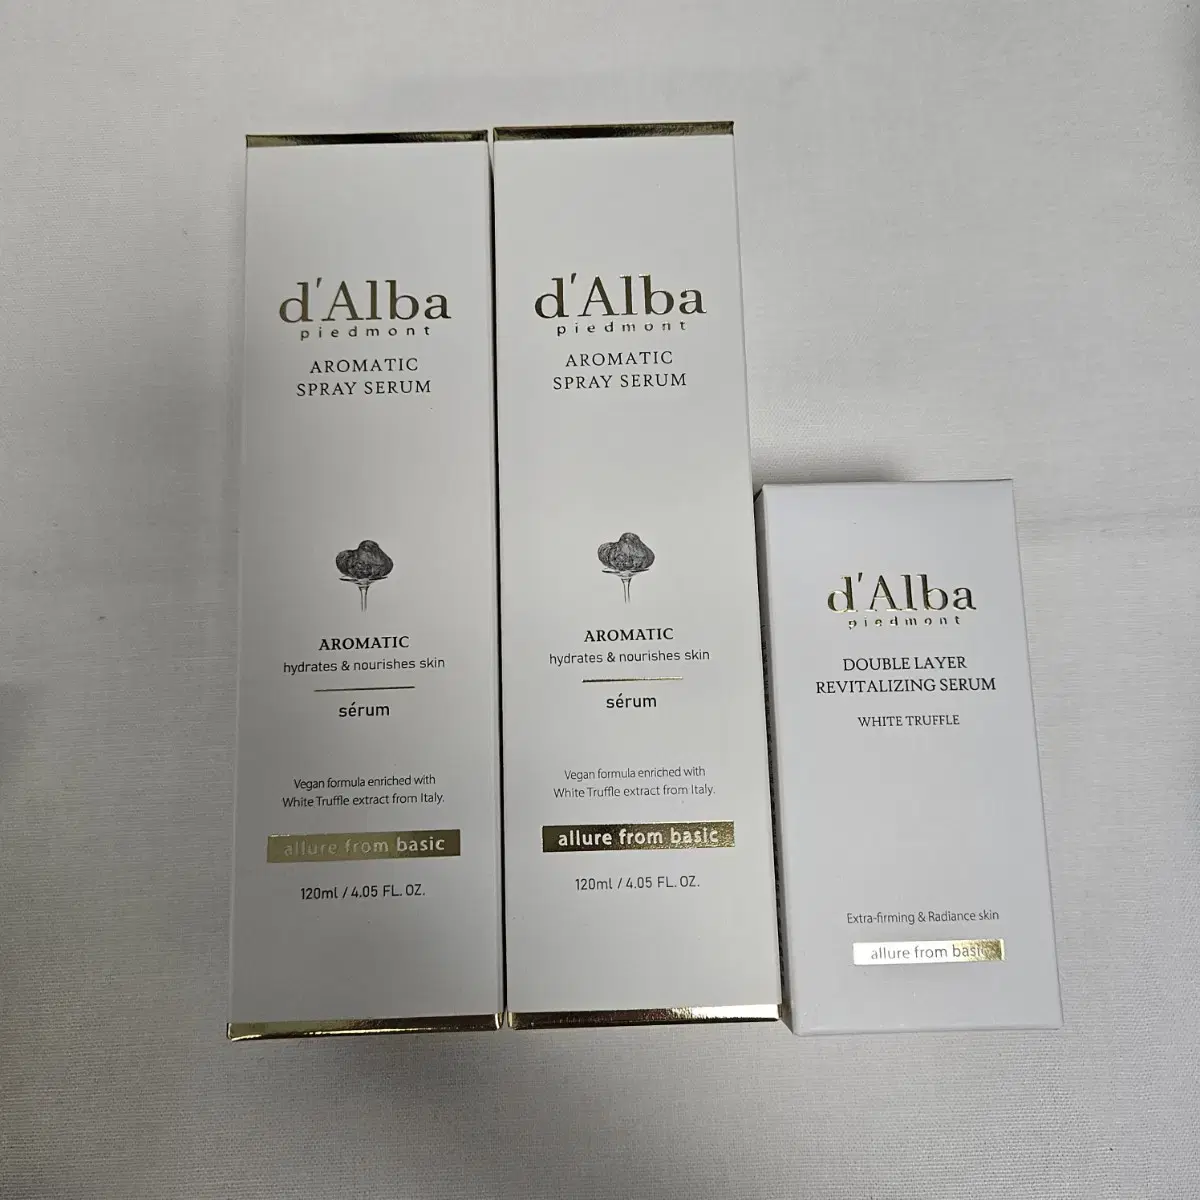 d'Alba
piedmont
AROMATIC
SPRAY SERUM
AROMATIC
hydrates & nourishes skin
sérum
Vegan formula enriched with
White Truffle extract from Italy.
allure from basic
120ml / 4.05 FL. OZ.
d'Alba
piedmont
AROMATIC
SPRAY SERUM
AROMATIC
hydrates & nourishes skin
sérum
Vegan formula enriched with
White Truffle extract from Italy.
allure from basic
120ml / 4.05 FL. OZ.
d'Alba
piedmont
DOUBLE LAYER
REVITALIZING SERUM
WHITE TRUFFLE
Extra-firming & Radiance skin
allure from basic